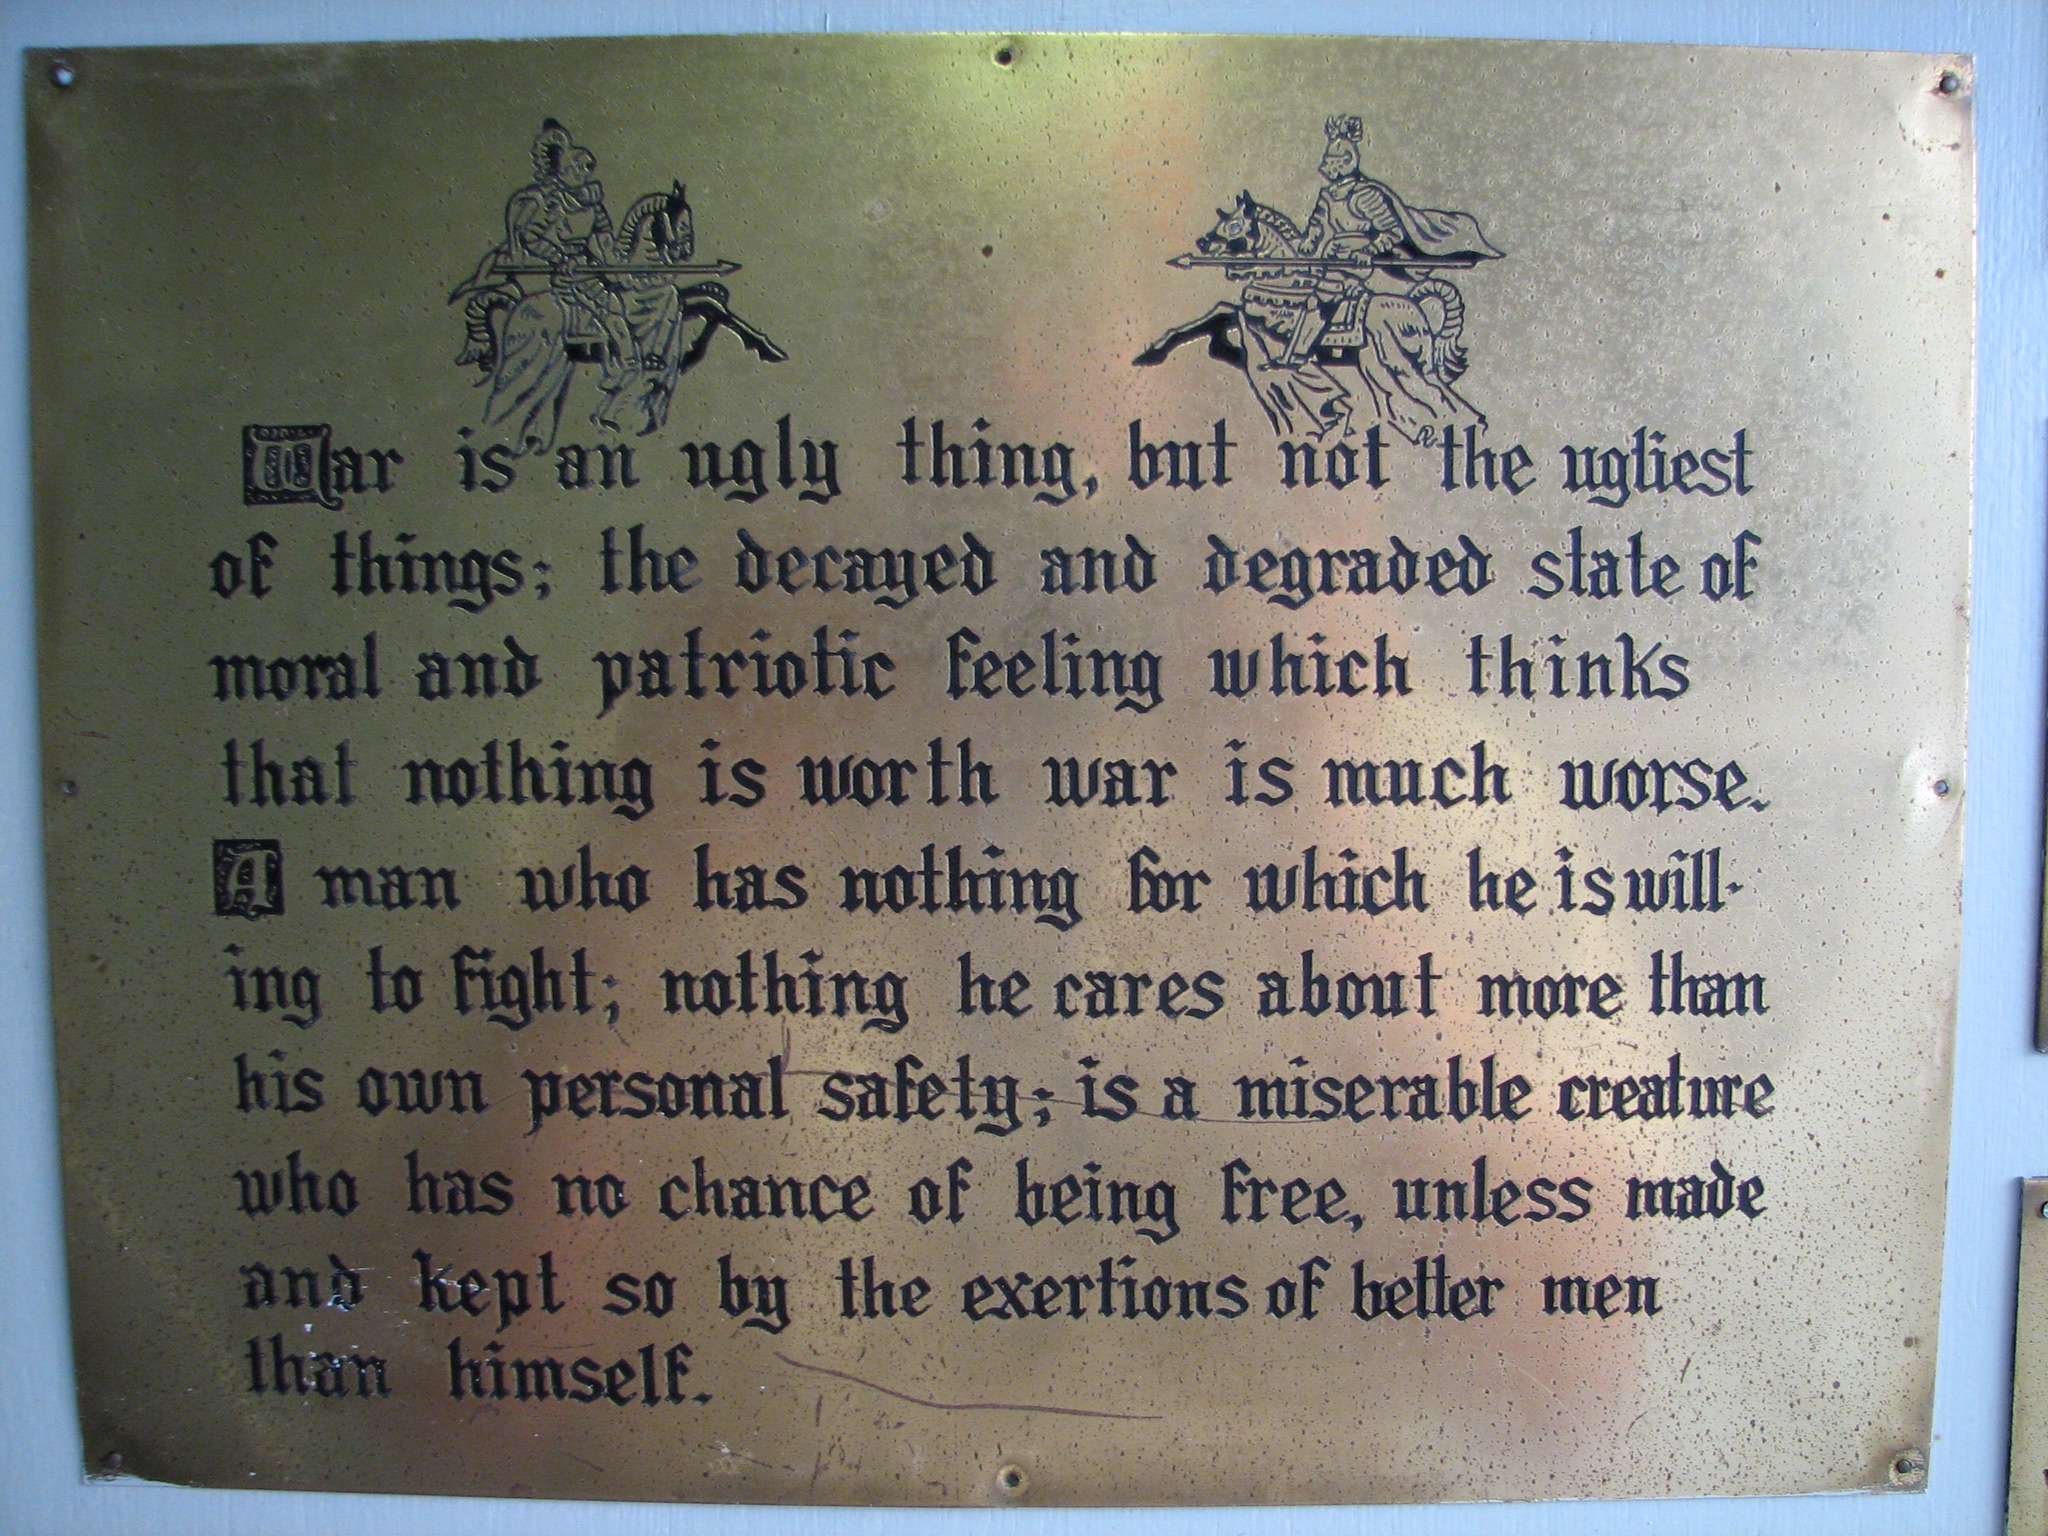 War is an ugly thing, but not the ugliest
of things; the decayed and degraded state of
moral and patriotic feeling which thinks
that nothing is worth war is much worse.
A man who has nothing for which he is will-
ing to fight; nothing he cares about more than
his own personal safety; is a miserable creature
who has no chance of being free, unless made
and kept so by the exertions of better men
than himself.